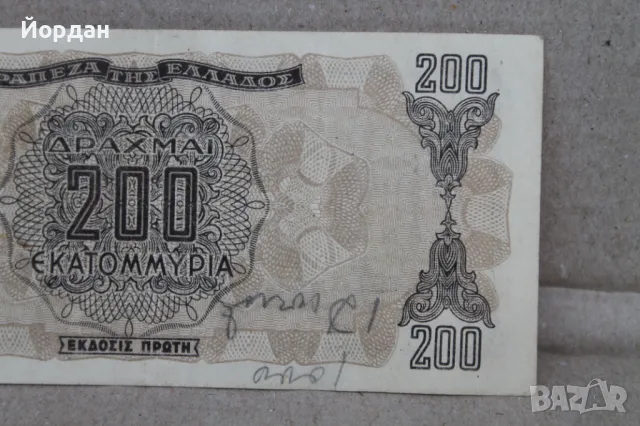 Йордан
200
ΤΡΑΠΕΖΑ ΤΗΣ ΕΛΛΑΔΟΣ
ΔΡΑΧΜΑΙ
200
ΕΚΑΤΟΜΜΥΡΙΑ
ΕΚΔΟΣΙΣ ΠΡΩΤΗ
200
BAZAR